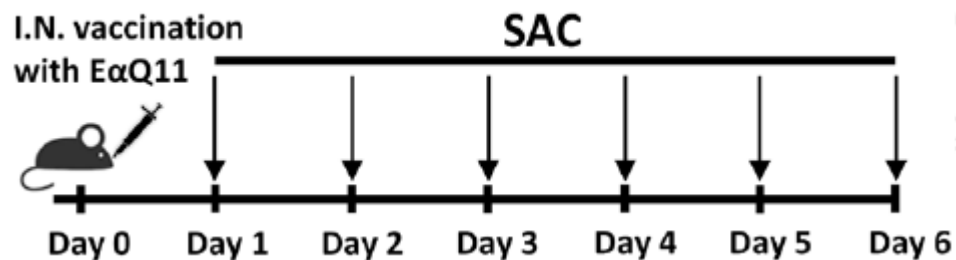 I.N. vaccination
with EαQ11
SAC
Day 0 Day 1 Day 2 Day 3 Day 4 Day 5 Day 6